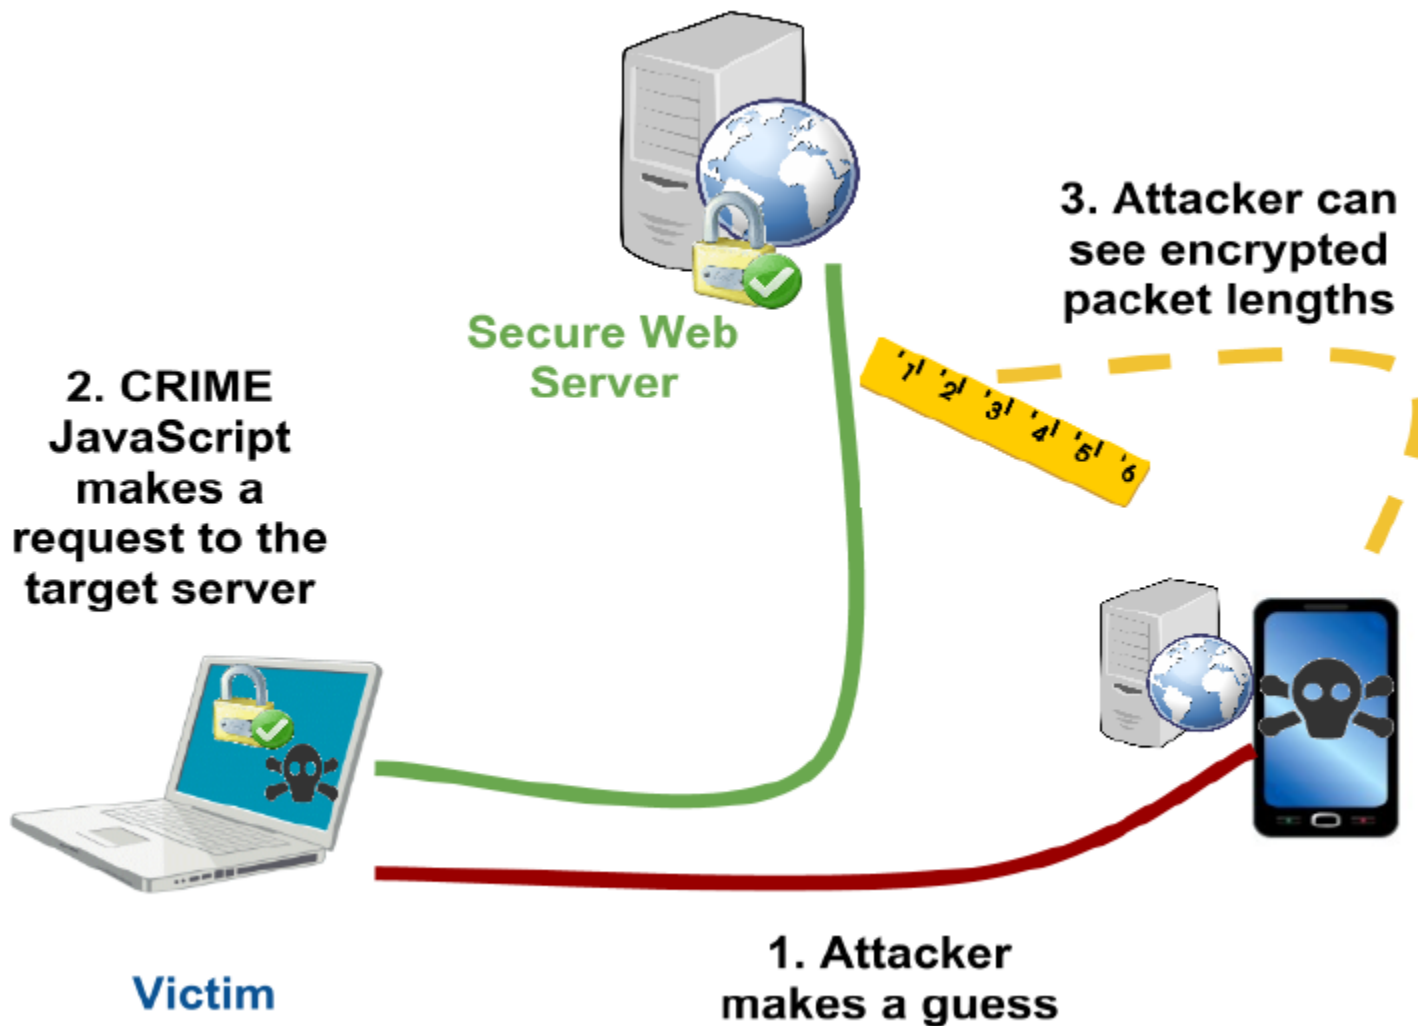 3. Attacker can
see encrypted
packet lengths
Secure Web
Server
1 2 3 4 5 6
2. CRIME
JavaScript
makes a
request to the
target server
1. Attacker
makes a guess
Victim